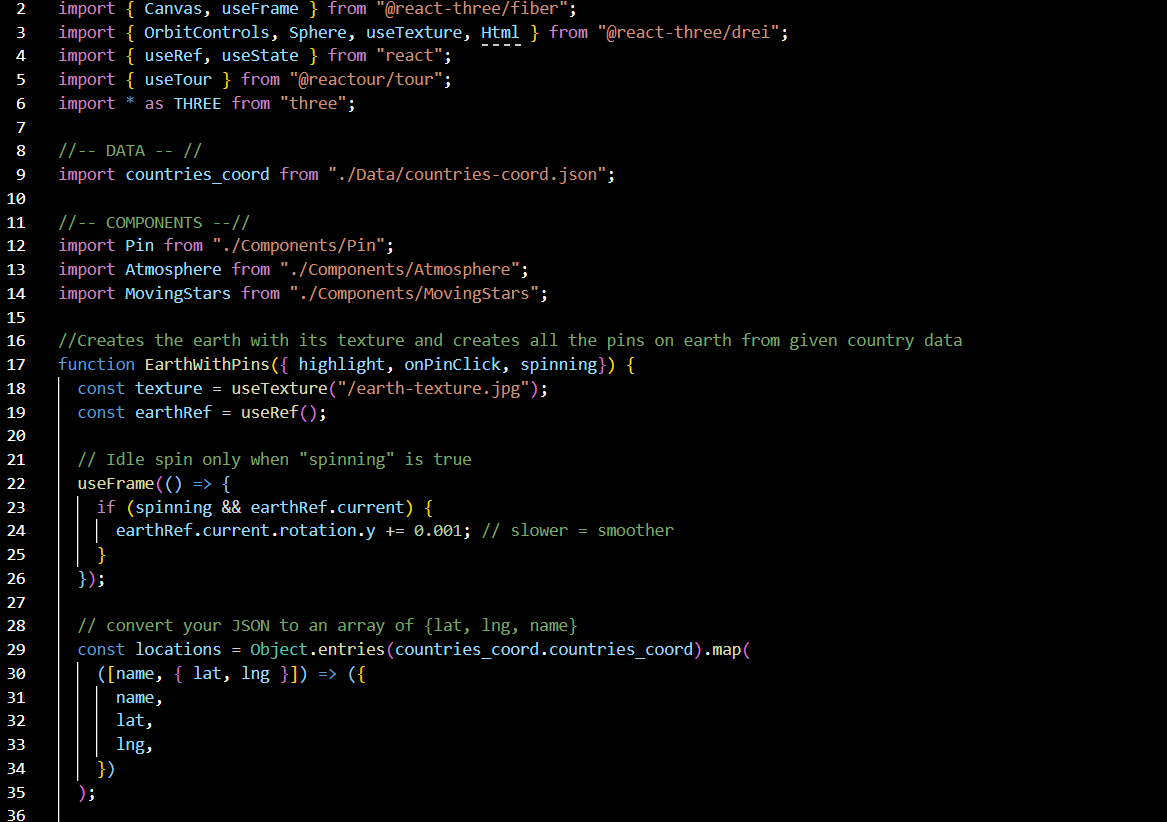 2 import { Canvas, useFrame } from "@react-three/fiber";
3 import { OrbitControls, Sphere, useTexture, Html } from "@react-three/drei";
4 import { useRef, useState } from "react";
5 import { useTour } from "@reactour/tour";
6 import * as THREE from "three";
7
8 //-- DATA -- //
9 import countries_coord from "./Data/countries-coord.json";
10
11 //-- COMPONENTS --//
12 import Pin from "./Components/Pin";
13 import Atmosphere from "./Components/Atmosphere";
14 import MovingStars from "./Components/MovingStars";
15
16 //Creates the earth with its texture and creates all the pins on earth from given country data
17 function EarthWithPins({ highlight, onPinClick, spinning}) {
18   const texture = useTexture("/earth-texture.jpg");
19   const earthRef = useRef();
20
21   // Idle spin only when "spinning" is true
22   useFrame(() => {
23     if (spinning && earthRef.current) {
24       earthRef.current.rotation.y += 0.001; // slower = smoother
25     }
26   });
27
28   // convert your JSON to an array of {lat, lng, name}
29   const locations = Object.entries(countries_coord.countries_coord).map(
30     ([name, { lat, lng }]) => ({
31       name,
32       lat,
33       lng,
34     })
35   );
36